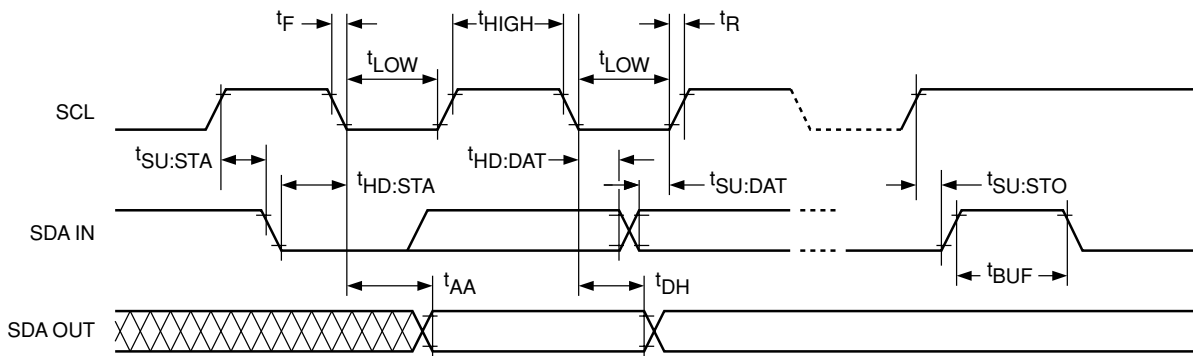 tF tHIGH tR
tLOW tLOW
SCL
tSU:STA tHD:STA tHD:DAT tSU:DAT tSU:STO
SDA IN
tAA tDH tBUF
SDA OUT